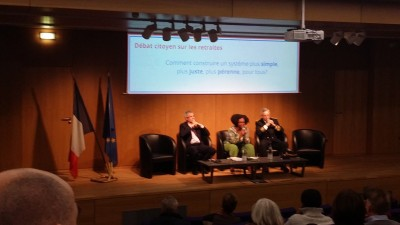 Débat citoyen sur les retraites
Comment construire un système plus simple,
plus juste, plus pérenne, pour tous?